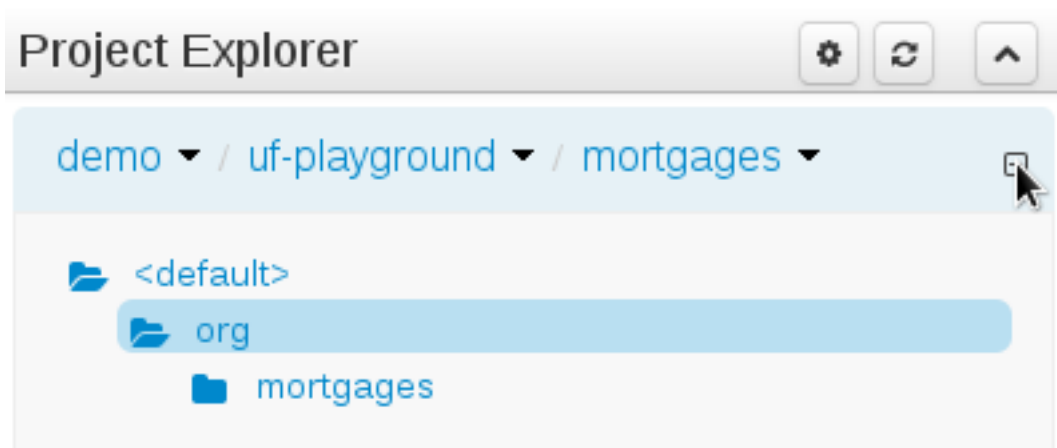 Project Explorer
demo / uf-playground / mortgages
<default>
org
mortgages